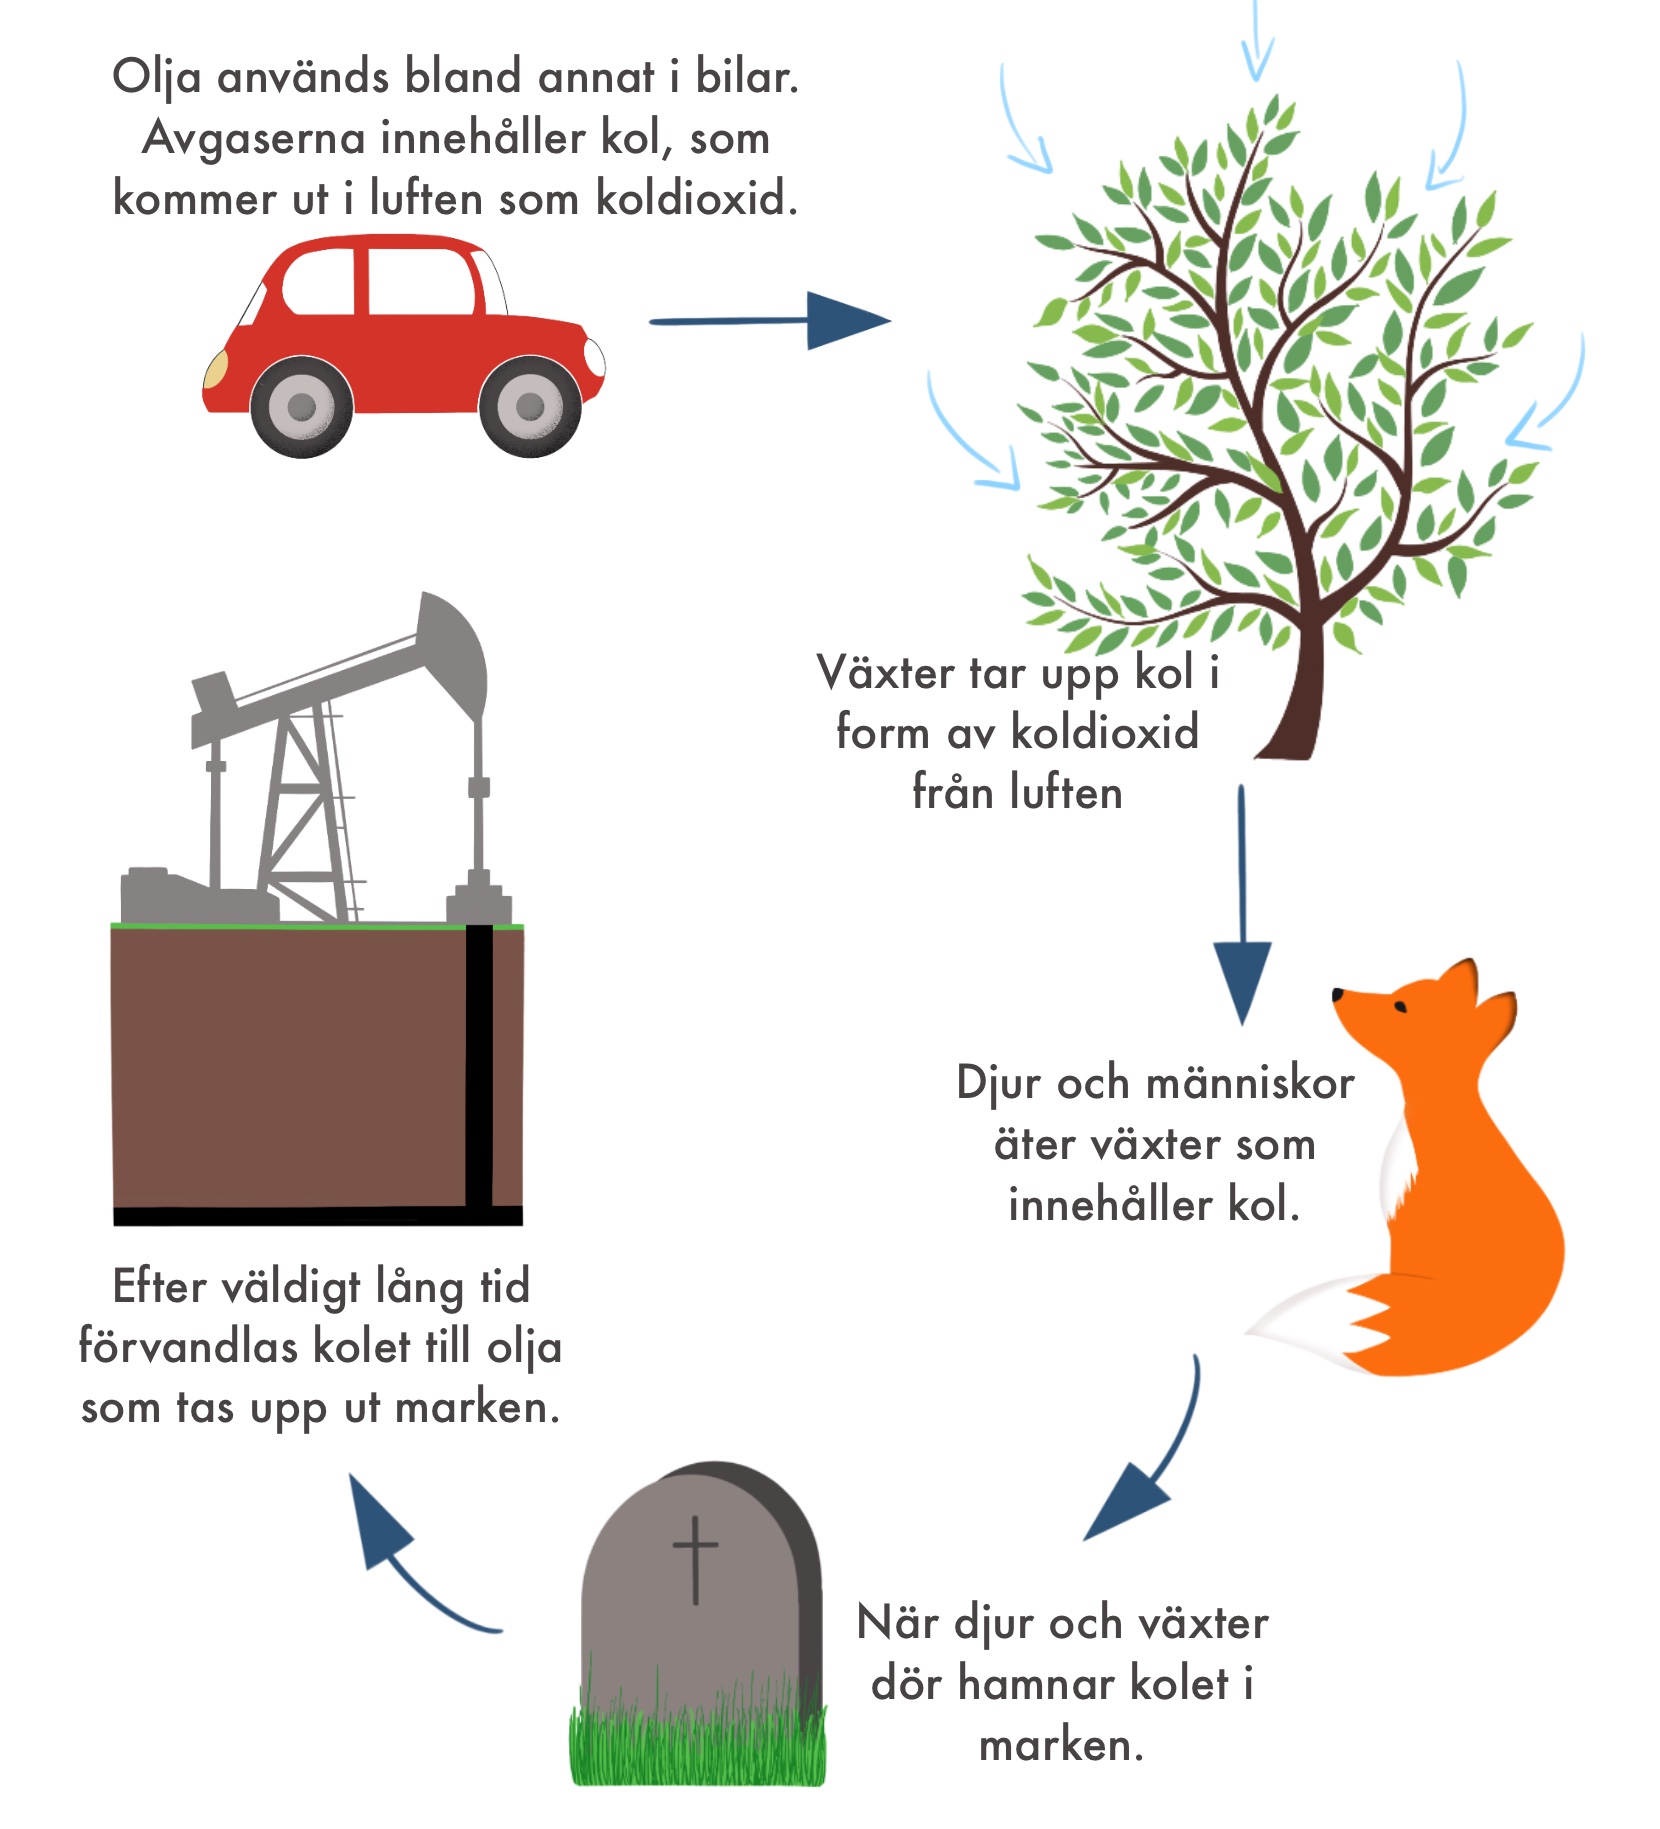 Olja används bland annat i bilar.
Avgaserna innehåller kol, som
kommer ut i luften som koldioxid.
Växter tar upp kol i
form av koldioxid
från luften
Djur och människor
äter växter som
innehåller kol.
När djur och växter
dör hamnar kolet i
marken.
Efter väldigt lång tid
förvandlas kolet till olja
som tas upp ut marken.